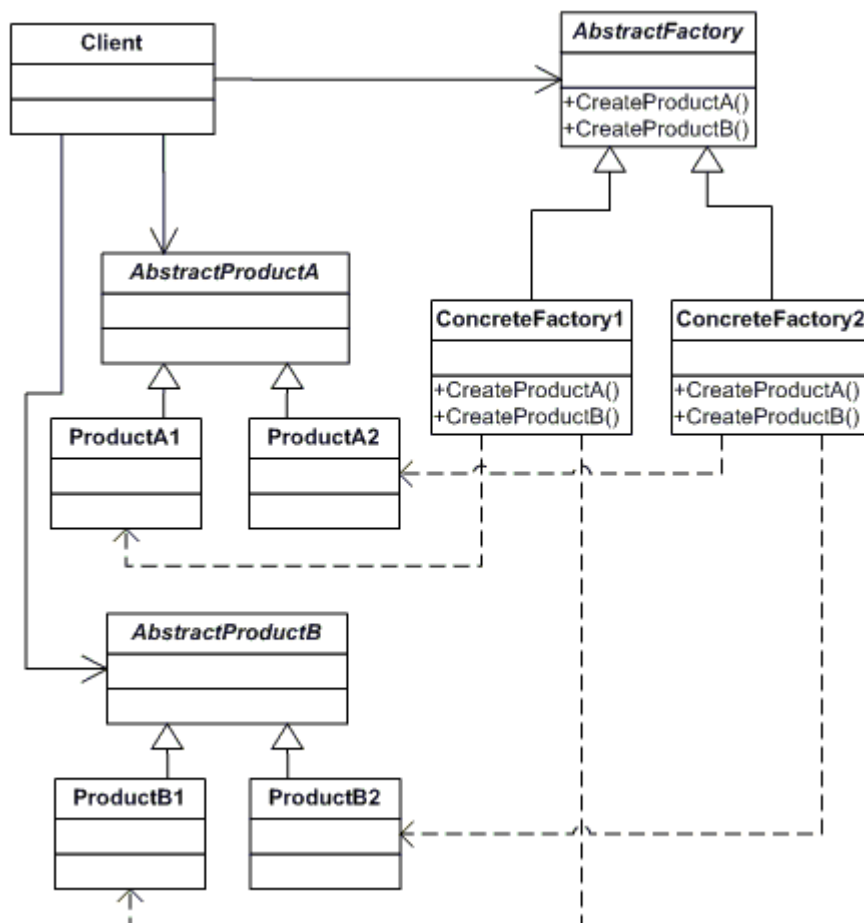 Client
AbstractFactory
+CreateProductA()
+CreateProductB()
AbstractProductA
ConcreteFactory1
+CreateProductA()
+CreateProductB()
ConcreteFactory2
+CreateProductA()
+CreateProductB()
ProductA1
ProductA2
AbstractProductB
ProductB1
ProductB2